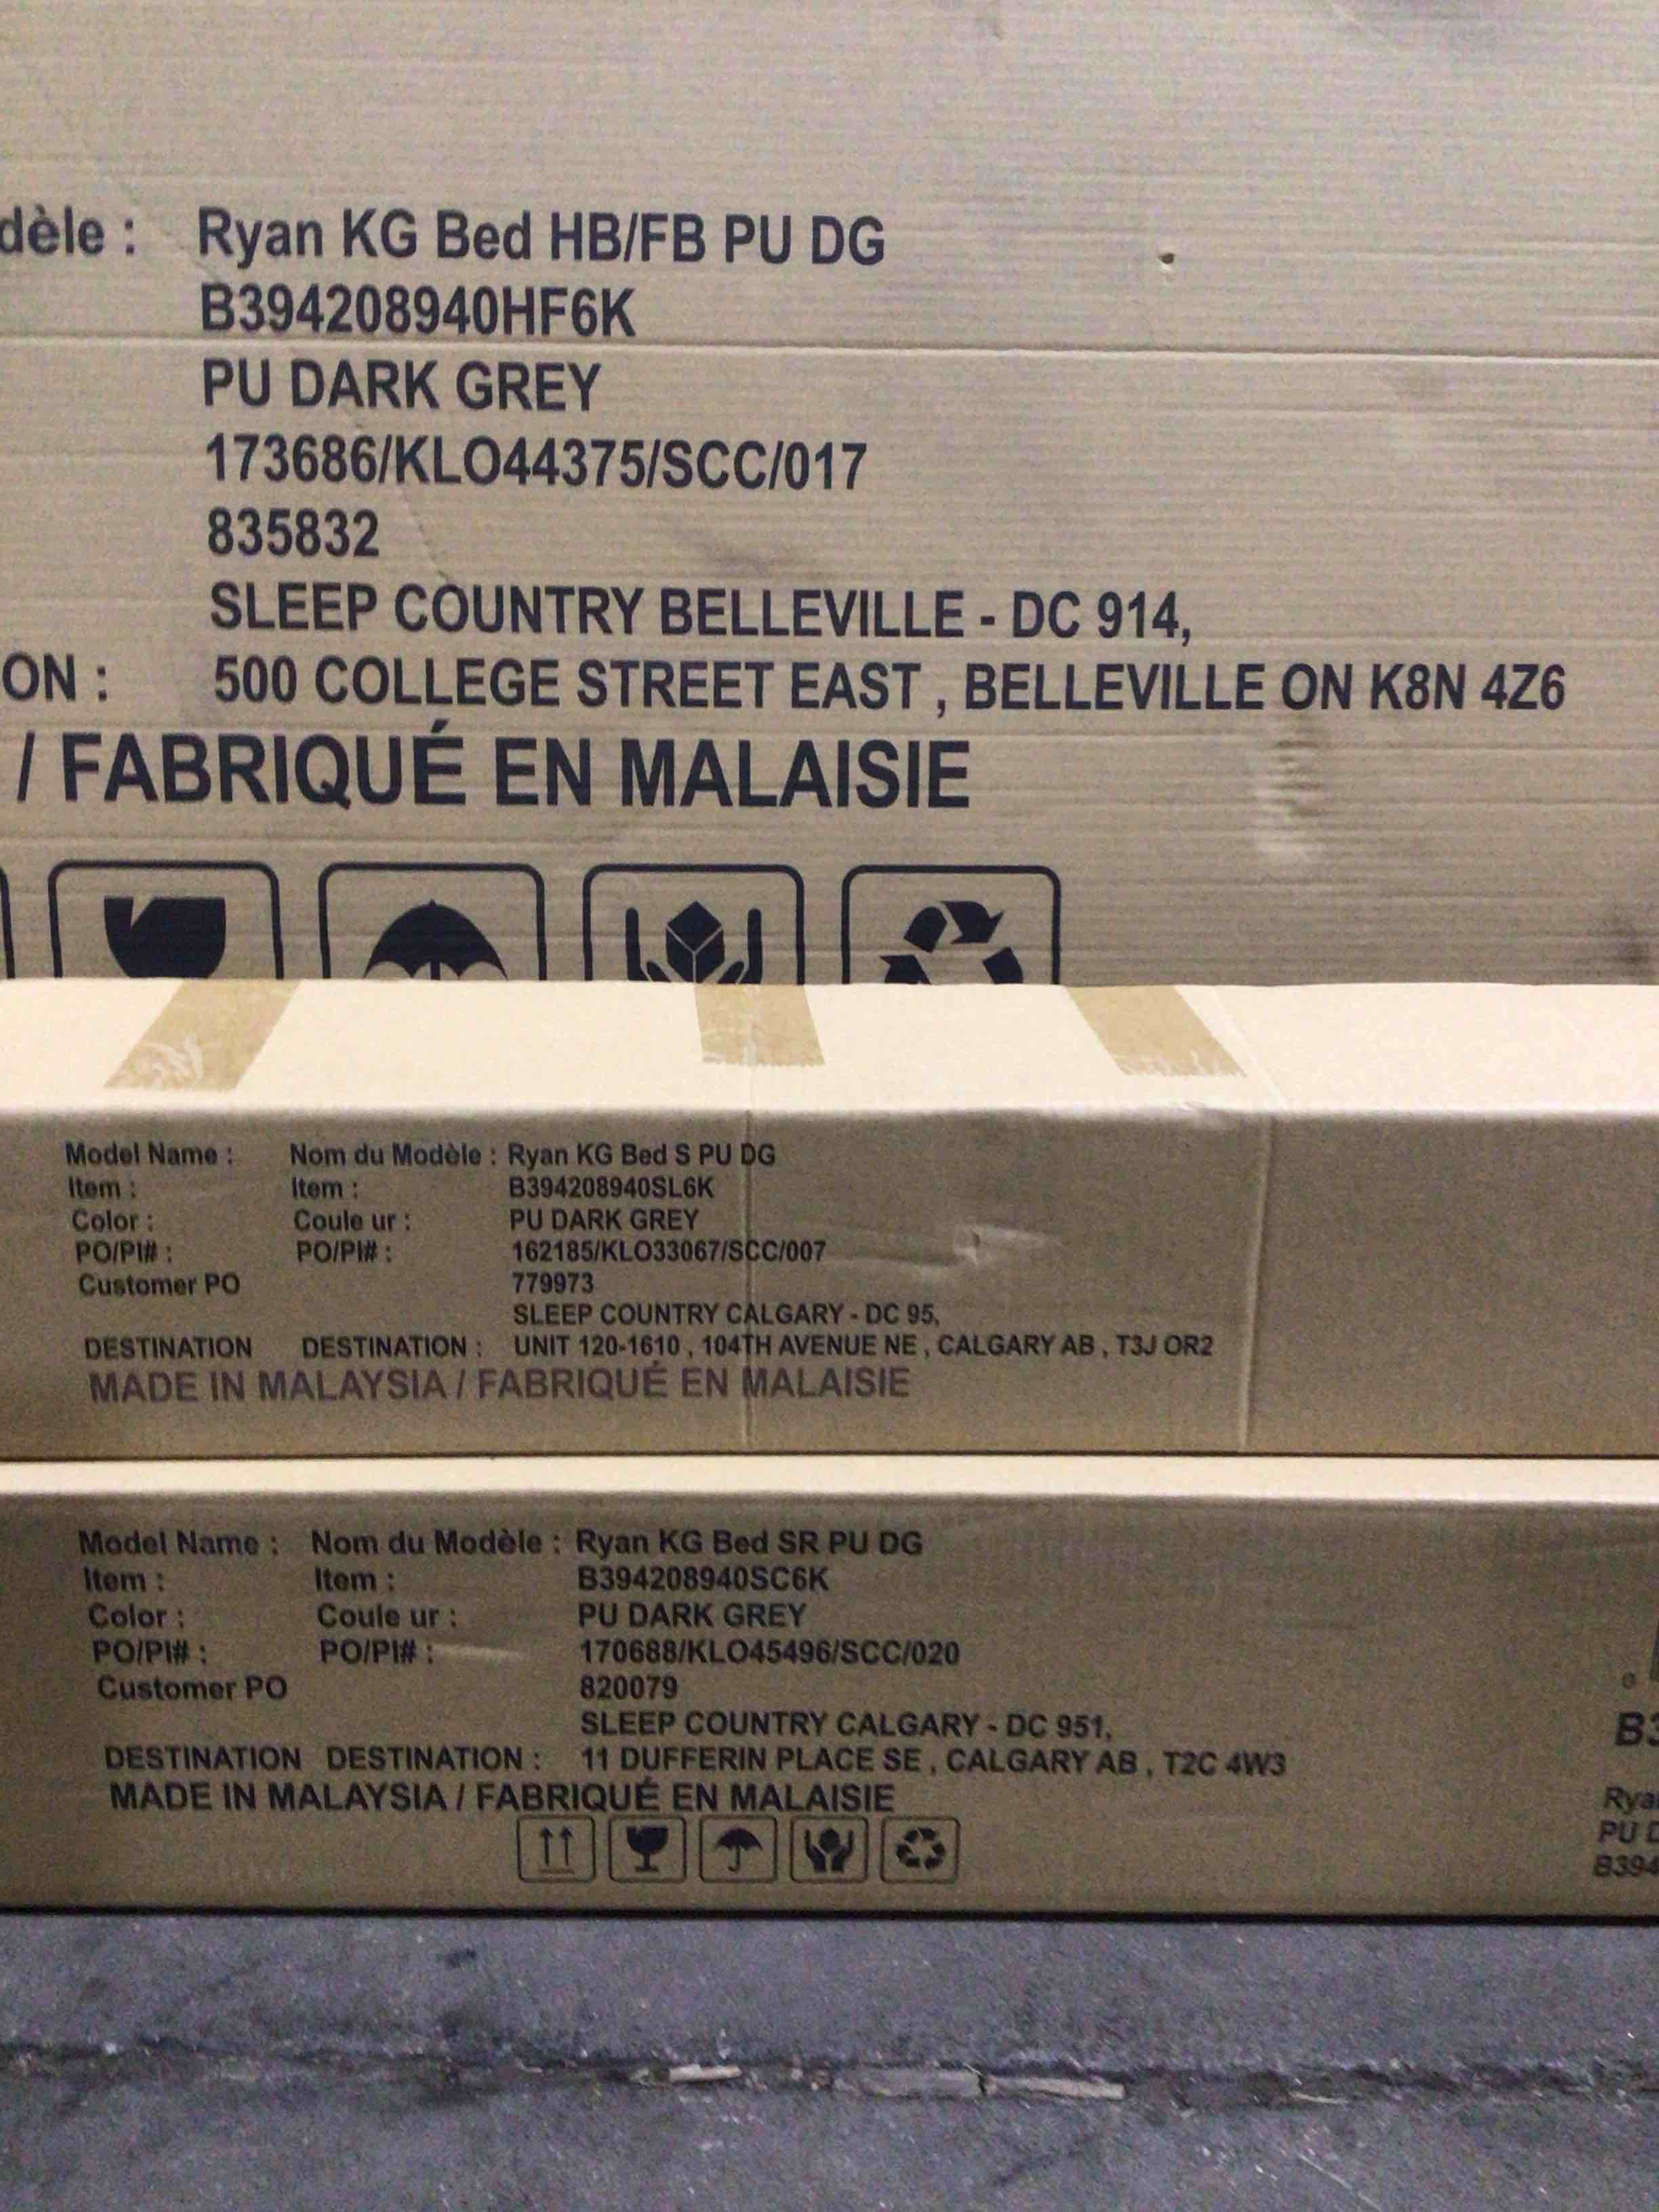 dèle : Ryan KG Bed HB/FB PU DG
B394208940HF6K
PU DARK GREY
173686/KLO44375/SCC/017
835832
SLEEP COUNTRY BELLEVILLE - DC 914,
ON : 500 COLLEGE STREET EAST , BELLEVILLE ON K8N 4Z6
/ FABRIQUÉ EN MALAISIE
Model Name : Nom du Modèle : Ryan KG Bed S PU DG
Item : Item : B394208940SL6K
Color : Coule ur : PU DARK GREY
PO/PI# : PO/PI# : 162185/KLO33067/SCC/007
Customer PO 779973
SLEEP COUNTRY CALGARY - DC 95,
DESTINATION DESTINATION : UNIT 120-1610 , 104TH AVENUE NE , CALGARY AB , T3J OR2
MADE IN MALAYSIA / FABRIQUÉ EN MALAISIE
Model Name : Nom du Modèle : Ryan KG Bed SR PU DG
Item : Item : B394208940SC6K
Color : Coule ur : PU DARK GREY
PO/PI# : PO/PI# : 170688/KLO45496/SCC/020
Customer PO 820079
SLEEP COUNTRY CALGARY - DC 951,
DESTINATION DESTINATION : 11 DUFFERIN PLACE SE , CALGARY AB , T2C 4W3
MADE IN MALAYSIA / FABRIQUÉ EN MALAISIE
B3
Rya
PU D
B394